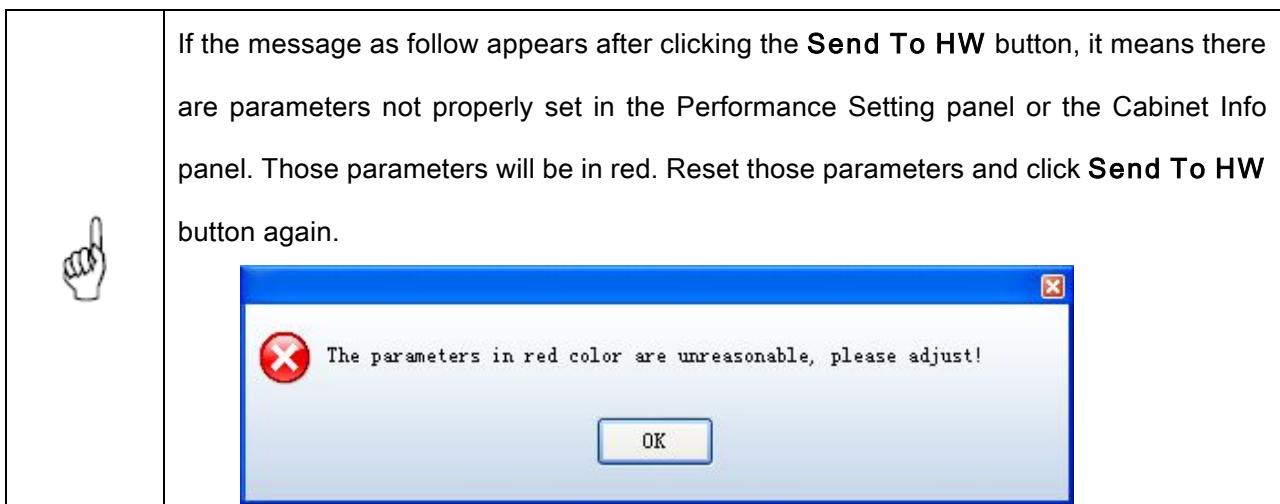 If the message as follow appears after clicking the Send To HW button, it means there
are parameters not properly set in the Performance Setting panel or the Cabinet Info
panel. Those parameters will be in red. Reset those parameters and click Send To HW
button again.
The parameters in red color are unreasonable, please adjust!
OK